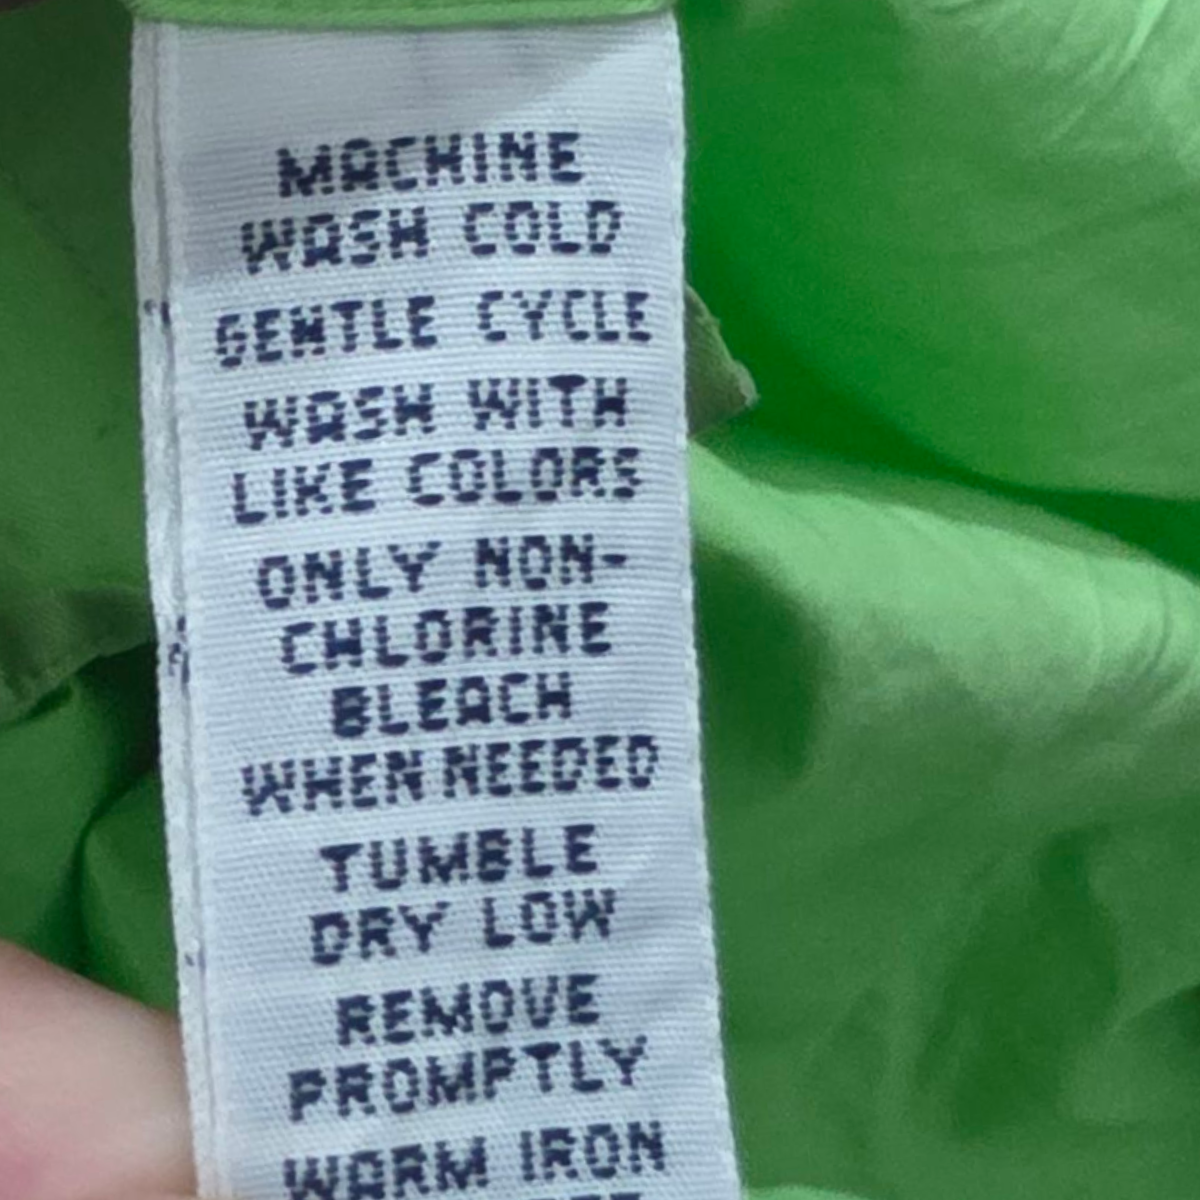 MACHINE
WASH COLD
GENTLE CYCLE
WASH WITH
LIKE COLORS
ONLY NON-
CHLORINE
BLEACH
WHEN NEEDED
TUMBLE
DRY LOW
REMOVE
PROMPTLY
WARM IRON